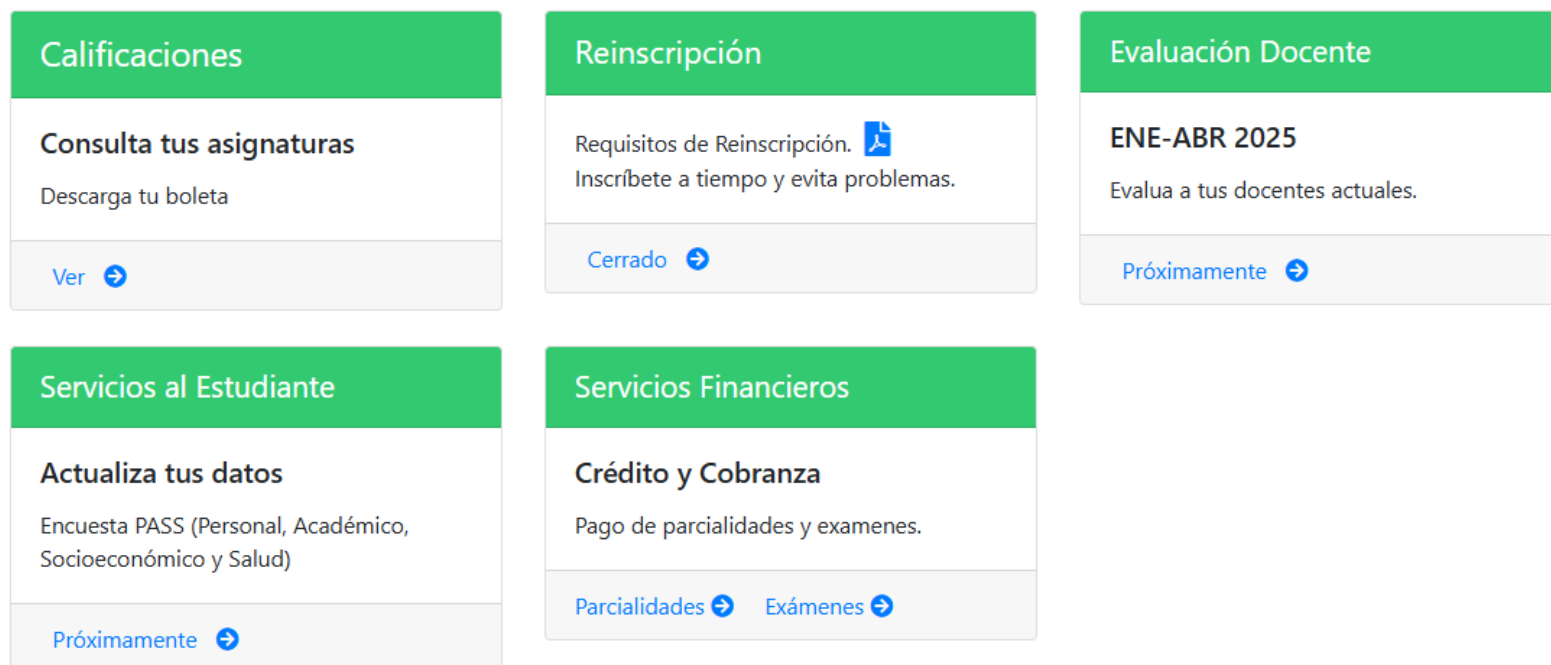 Calificaciones
Consulta tus asignaturas
Descarga tu boleta
Ver
Reinscripción
Requisitos de Reinscripción.
Inscríbete a tiempo y evita problemas.
Cerrado
Evaluación Docente
ENE-ABR 2025
Evalua a tus docentes actuales.
Próximamente
Servicios al Estudiante
Actualiza tus datos
Encuesta PASS (Personal, Académico,
Socioeconómico y Salud)
Próximamente
Servicios Financieros
Crédito y Cobranza
Pago de parcialidades y examenes.
Parcialidades Exámenes